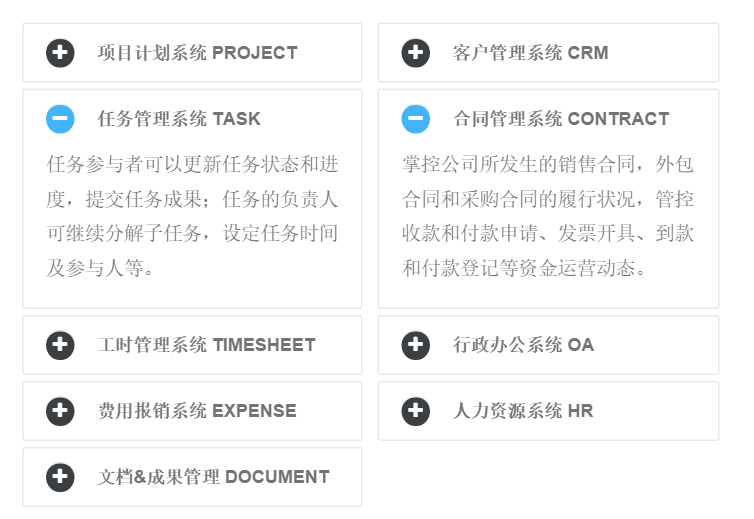 项目计划系统 PROJECT
客户管理系统 CRM
任务管理系统 TASK
任务参与者可以更新任务状态和进
度，提交任务成果；任务的负责人
可继续分解子任务，设定任务时间
及参与人等。
合同管理系统 CONTRACT
掌控公司所发生的销售合同，外包
合同和采购合同的履行状况，管控
收款和付款申请、发票开具、到款
和付款登记等资金运营动态。
工时管理系统 TIMESHEET
行政办公系统 OA
费用报销系统 EXPENSE
人力资源系统 HR
文档&成果管理 DOCUMENT